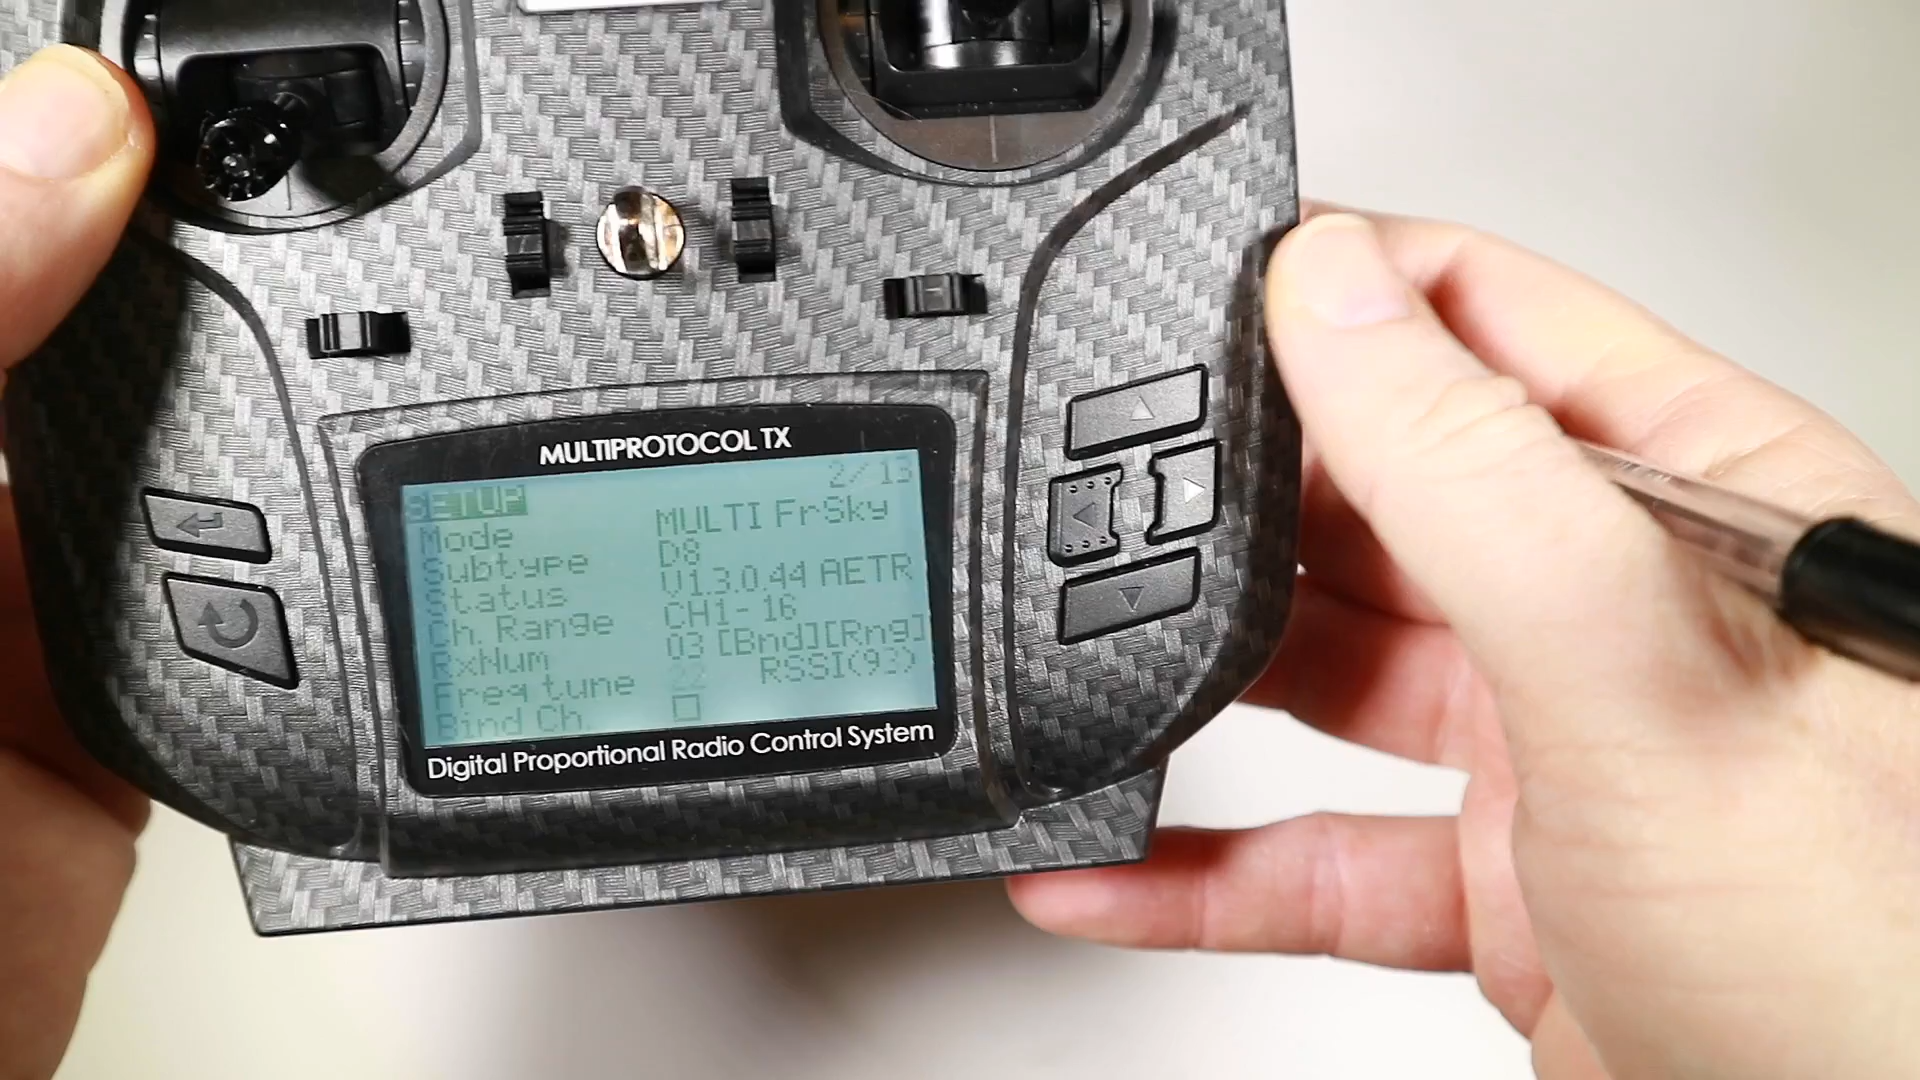 MULTIPROTOCOL TX
SETUP 2/13
Mode MULTI FrSky
Subtype D8
Status V1.3.0.44 AETR
Ch. Range CH1-16
RxNum 03 [Bnd][Rng]
Freq tune RSSI(93)
Bind Ch.
Digital Proportional Radio Control System